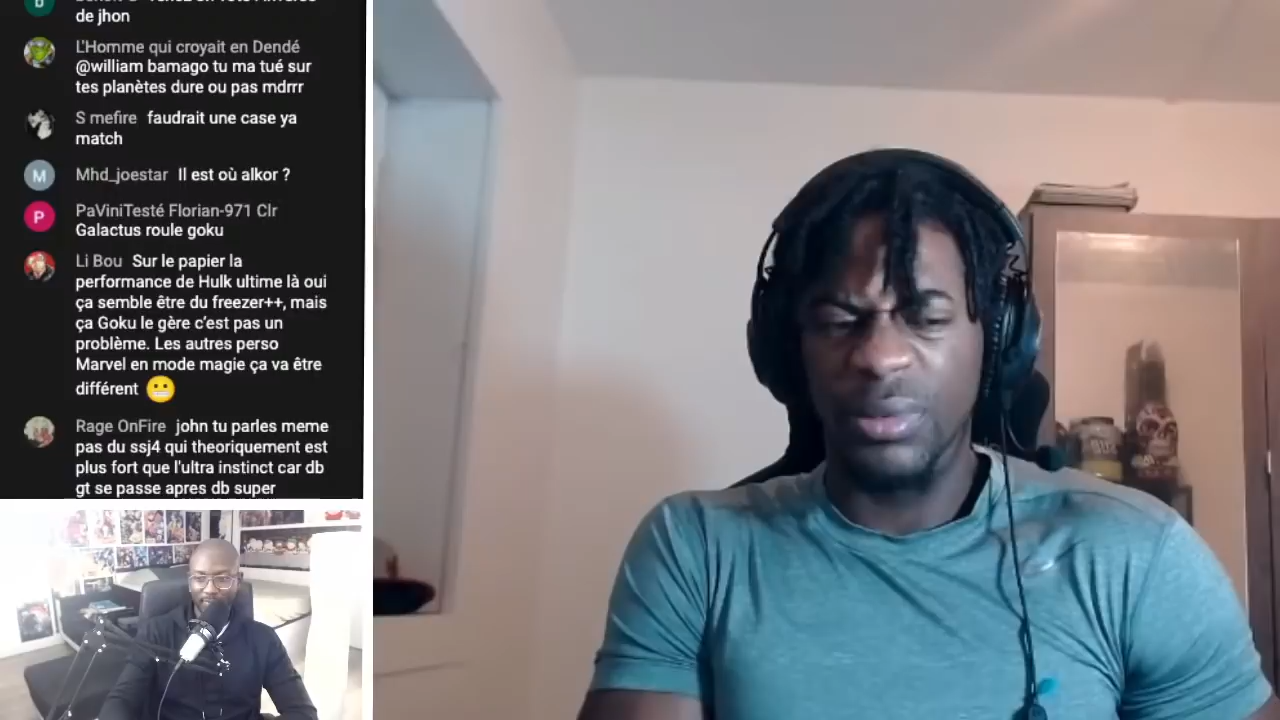 de jhon
L'Homme qui croyait en Dendé
@william bamago tu ma tué sur
tes planètes dure ou pas mdrrr
S mefire faudrait une case ya
match
M
Mhd_joestar Il est où alkor ?
P
PaViniTesté Florian-971 Clr
Galactus roule goku
Li Bou Sur le papier la
performance de Hulk ultime là oui
ça semble être du freezer++, mais
ça Goku le gère c'est pas un
problème. Les autres perso
Marvel en mode magie ça va être
différent
Rage OnFire john tu parles meme
pas du ssj4 qui theoriquement est
plus fort que l'ultra instinct car db
gt se passe apres db super